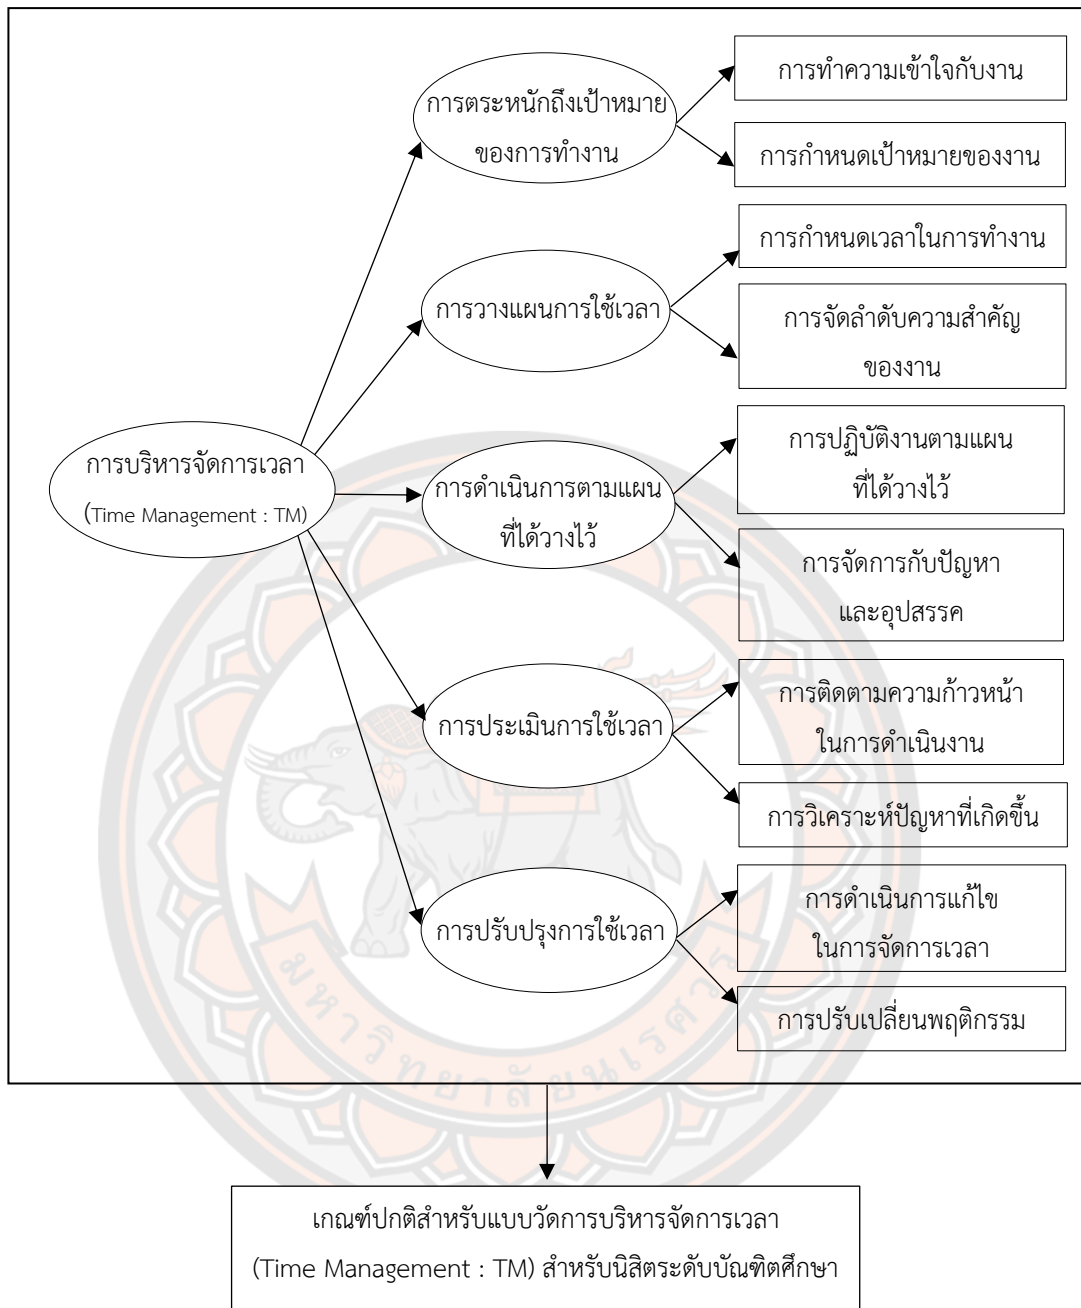 การบริหารจัดการเวลา
(Time Management : TM)
การตระหนักถึงเป้าหมาย
ของการทำงาน
การทำความเข้าใจกับงาน
การกำหนดเป้าหมายของงาน
การวางแผนการใช้เวลา
การกำหนดเวลาในการทำงาน
การจัดลำดับความสำคัญ
ของงาน
การดำเนินการตามแผน
ที่ได้วางไว้
การปฏิบัติงานตามแผน
ที่ได้วางไว้
การจัดการกับปัญหา
และอุปสรรค
การประเมินการใช้เวลา
การติดตามความก้าวหน้า
ในการดำเนินงาน
การวิเคราะห์ปัญหาที่เกิดขึ้น
การปรับปรุงการใช้เวลา
การดำเนินการแก้ไข
ในการจัดการเวลา
การปรับเปลี่ยนพฤติกรรม
มหาวิทยาลัยนเรศวร
เกณฑ์ปกติสำหรับแบบวัดการบริหารจัดการเวลา
(Time Management : TM) สำหรับนิสิตระดับบัณฑิตศึกษา